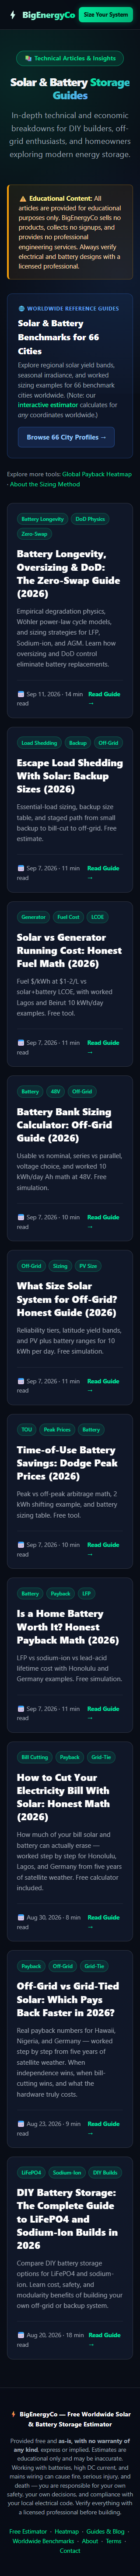 BigEnergyCo
Size Your System
Technical Articles & Insights
Solar & Battery Storage
Guides
In-depth technical and economic
breakdowns for DIY builders, off-
grid enthusiasts, and homeowners
exploring modern energy storage.
Educational Content: All
articles are provided for educational
purposes only. BigEnergyCo sells no
products, collects no signups, and
provides no professional
engineering services. Always verify
electrical and battery designs with a
licensed professional.
WORLDWIDE REFERENCE GUIDES
Solar & Battery
Benchmarks for 66
Cities
Explore regional solar yield bands,
seasonal irradiance, and worked
sizing examples for 66 benchmark
cities worldwide. (Note: our
interactive estimator calculates for
any coordinates worldwide.)
Browse 66 City Profiles →
Explore more tools: Global Payback Heatmap
· About the Sizing Method
Battery Longevity DoD Physics
Zero-Swap
Battery Longevity,
Oversizing & DoD:
The Zero-Swap Guide
(2026)
Empirical degradation physics,
Wöhler power-law cycle models,
and sizing strategies for LFP,
Sodium-ion, and AGM. Learn how
oversizing and DoD control
eliminate battery replacements.
Sep 11, 2026 · 14 min
read
Read Guide
→
Load Shedding Backup
Off-Grid
Escape Load Shedding
With Solar: Backup
Sizes (2026)
Essential-load sizing, backup size
table, and staged path from small
backup to bill-cut to off-grid. Free
estimate.
Sep 7, 2026 · 11 min
read
Read Guide
→
Generator Fuel Cost LCOE
Solar vs Generator
Running Cost: Honest
Fuel Math (2026)
Fuel $/kWh at $1-2/L vs
solar+battery LCOE, with worked
Lagos and Beirut 10 kWh/day
examples. Free tool.
Sep 7, 2026 · 11 min
read
Read Guide
→
Battery 48V Off-Grid
Battery Bank Sizing
Calculator: Off-Grid
Guide (2026)
Usable vs nominal, series vs parallel,
voltage choice, and worked 10
kWh/day Ah math at 48V. Free
simulation.
Sep 7, 2026 · 10 min
read
Read Guide
→
Off-Grid Sizing PV Size
What Size Solar
System for Off-Grid?
Honest Guide (2026)
Reliability tiers, latitude yield bands,
and PV plus battery ranges for 10
kWh per day. Free simulation.
Sep 7, 2026 · 11 min
read
Read Guide
→
TOU Peak Prices Battery
Time-of-Use Battery
Savings: Dodge Peak
Prices (2026)
Peak vs off-peak arbitrage math, 2
kWh shifting example, and battery
sizing table. Free tool.
Sep 7, 2026 · 10 min
read
Read Guide
→
Battery Payback LFP
Is a Home Battery
Worth It? Honest
Payback Math (2026)
LFP vs sodium-ion vs lead-acid
lifetime cost with Honolulu and
Germany examples. Free simulation.
Sep 7, 2026 · 11 min
read
Read Guide
→
Bill Cutting Payback Grid-Tie
How to Cut Your
Electricity Bill With
Solar: Honest Math
(2026)
How much of your bill solar and
battery can actually erase —
worked step by step for Honolulu,
Lagos, and Germany from five years
of satellite weather. Free calculator
included.
Aug 30, 2026 · 8 min
read
Read Guide
→
Payback Off-Grid Grid-Tie
Off-Grid vs Grid-Tied
Solar: Which Pays
Back Faster in 2026?
Real payback numbers for Hawaii,
Nigeria, and Germany — worked
step by step from five years of
satellite weather. When
independence wins, when bill-
cutting wins, and what the
hardware truly costs.
Aug 23, 2026 · 9 min
read
Read Guide
→
LiFePO4 Sodium-Ion DIY Builds
DIY Battery Storage:
The Complete Guide
to LiFePO4 and
Sodium-Ion Builds in
2026
Compare DIY battery storage
options for LiFePO4 and sodium-
ion. Learn cost, safety, and
modularity benefits of building your
own off-grid or backup system.
Aug 20, 2026 · 18 min
read
Read Guide
→
BigEnergyCo — Free Worldwide Solar
& Battery Storage Estimator
Provided free and as-is, with no warranty of
any kind, express or implied. Estimates are
educational only and may be inaccurate.
Working with batteries, high DC current, and
mains wiring can cause fire, serious injury, and
death — you are responsible for your own
safety, your own decisions, and compliance with
your local electrical code. Verify everything with
a licensed professional before building.
Free Estimator · Heatmap · Guides & Blog ·
Worldwide Benchmarks · About · Terms ·
Contact